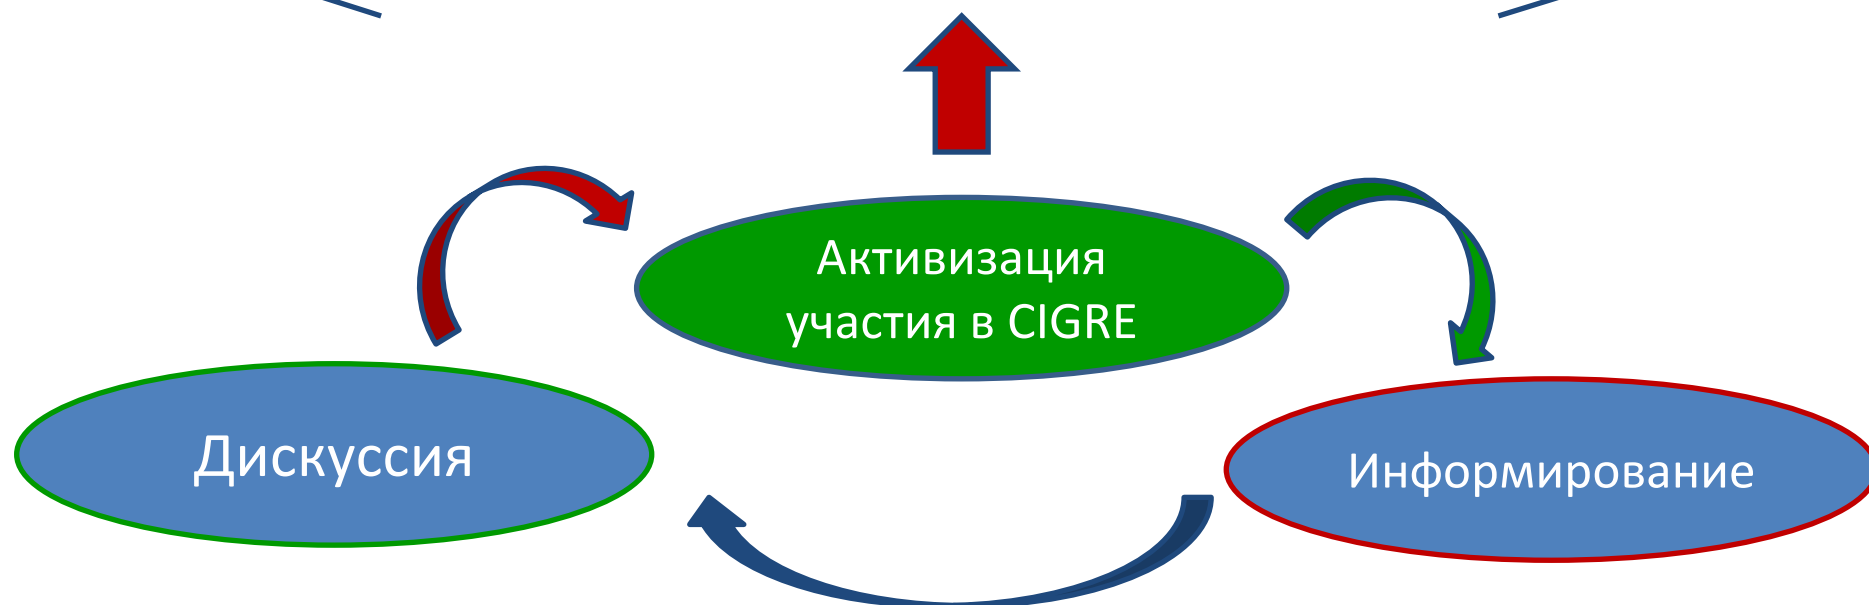 Активизация
участия в CIGRE
Дискуссия
Информирование